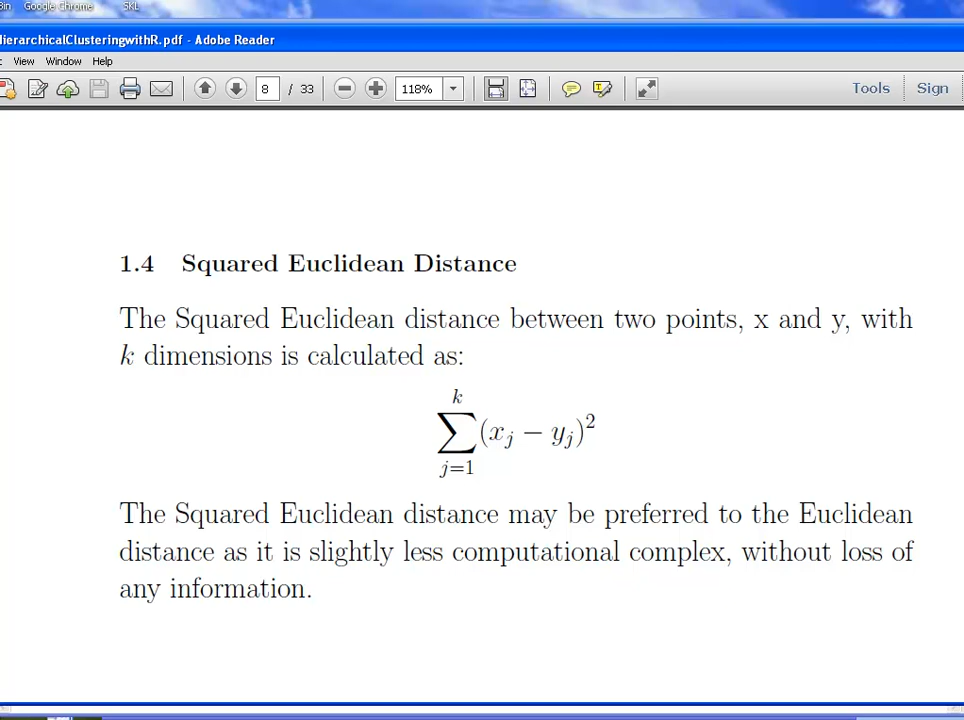 Bin Google Chrome SKL
HierarchicalClusteringwithR.pdf - Adobe Reader
View Window Help
8 / 33 118% Tools Sign
1.4 Squared Euclidean Distance
The Squared Euclidean distance between two points, x and y, with
k dimensions is calculated as:
k
∑(xⱼ − yⱼ)²
j=1
The Squared Euclidean distance may be preferred to the Euclidean
distance as it is slightly less computational complex, without loss of
any information.